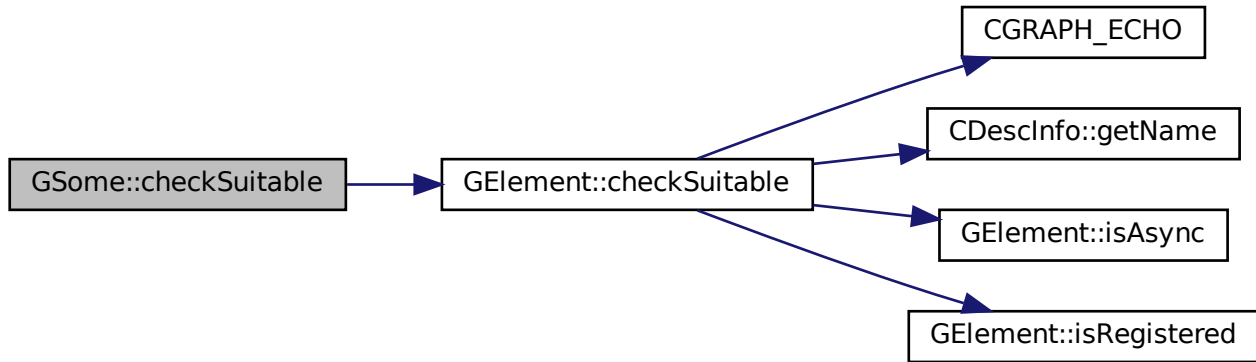 CGRAPH_ECHO
CDescInfo::getName
GSome::checkSuitable
GElement::checkSuitable
GElement::isAsync
GElement::isRegistered